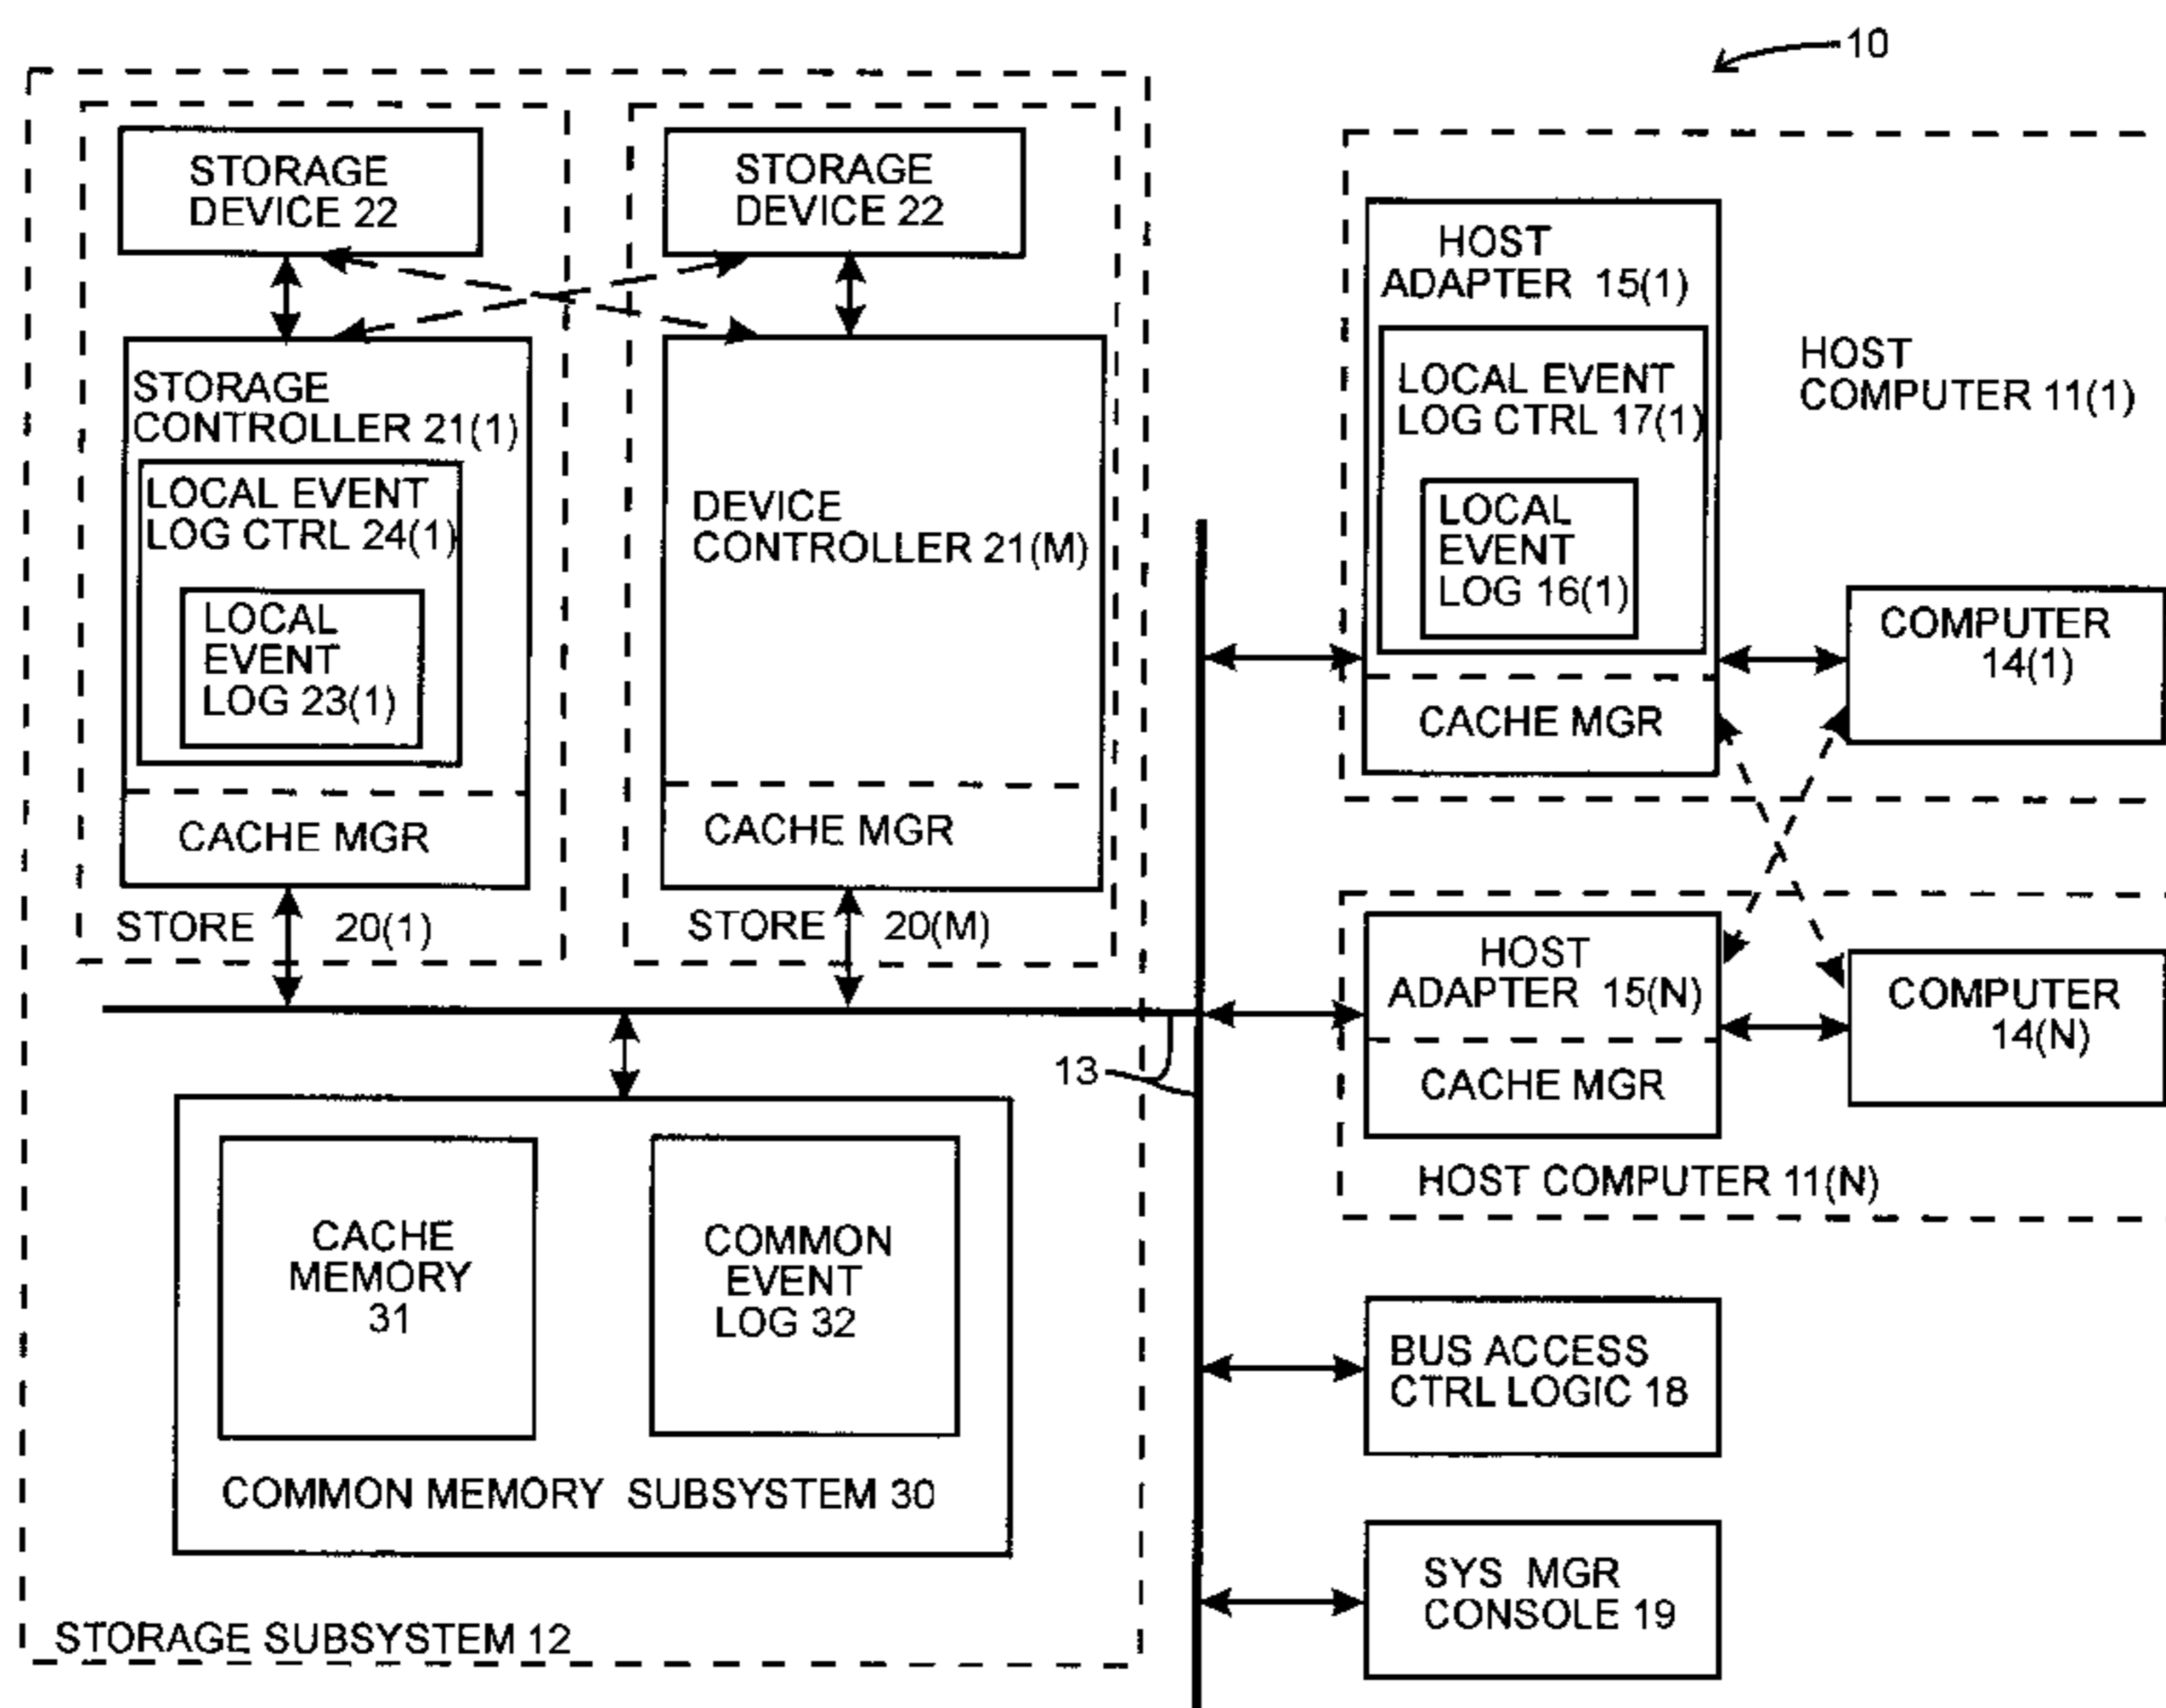 10
STORAGE
DEVICE 22
STORAGE
DEVICE 22
STORAGE
CONTROLLER 21(1)
LOCAL EVENT
LOG CTRL 24(1)
LOCAL
EVENT
LOG 23(1)
CACHE MGR
STORE 20(1)
DEVICE
CONTROLLER 21(M)
CACHE MGR
STORE 20(M)
HOST
ADAPTER 15(1)
LOCAL EVENT
LOG CTRL 17(1)
LOCAL
EVENT
LOG 16(1)
CACHE MGR
HOST
COMPUTER 11(1)
COMPUTER
14(1)
HOST
ADAPTER 15(N)
CACHE MGR
COMPUTER
14(N)
HOST COMPUTER 11(N)
13
CACHE
MEMORY
31
COMMON
EVENT
LOG 32
COMMON MEMORY SUBSYSTEM 30
BUS ACCESS
CTRL LOGIC 18
SYS MGR
CONSOLE 19
STORAGE SUBSYSTEM 12